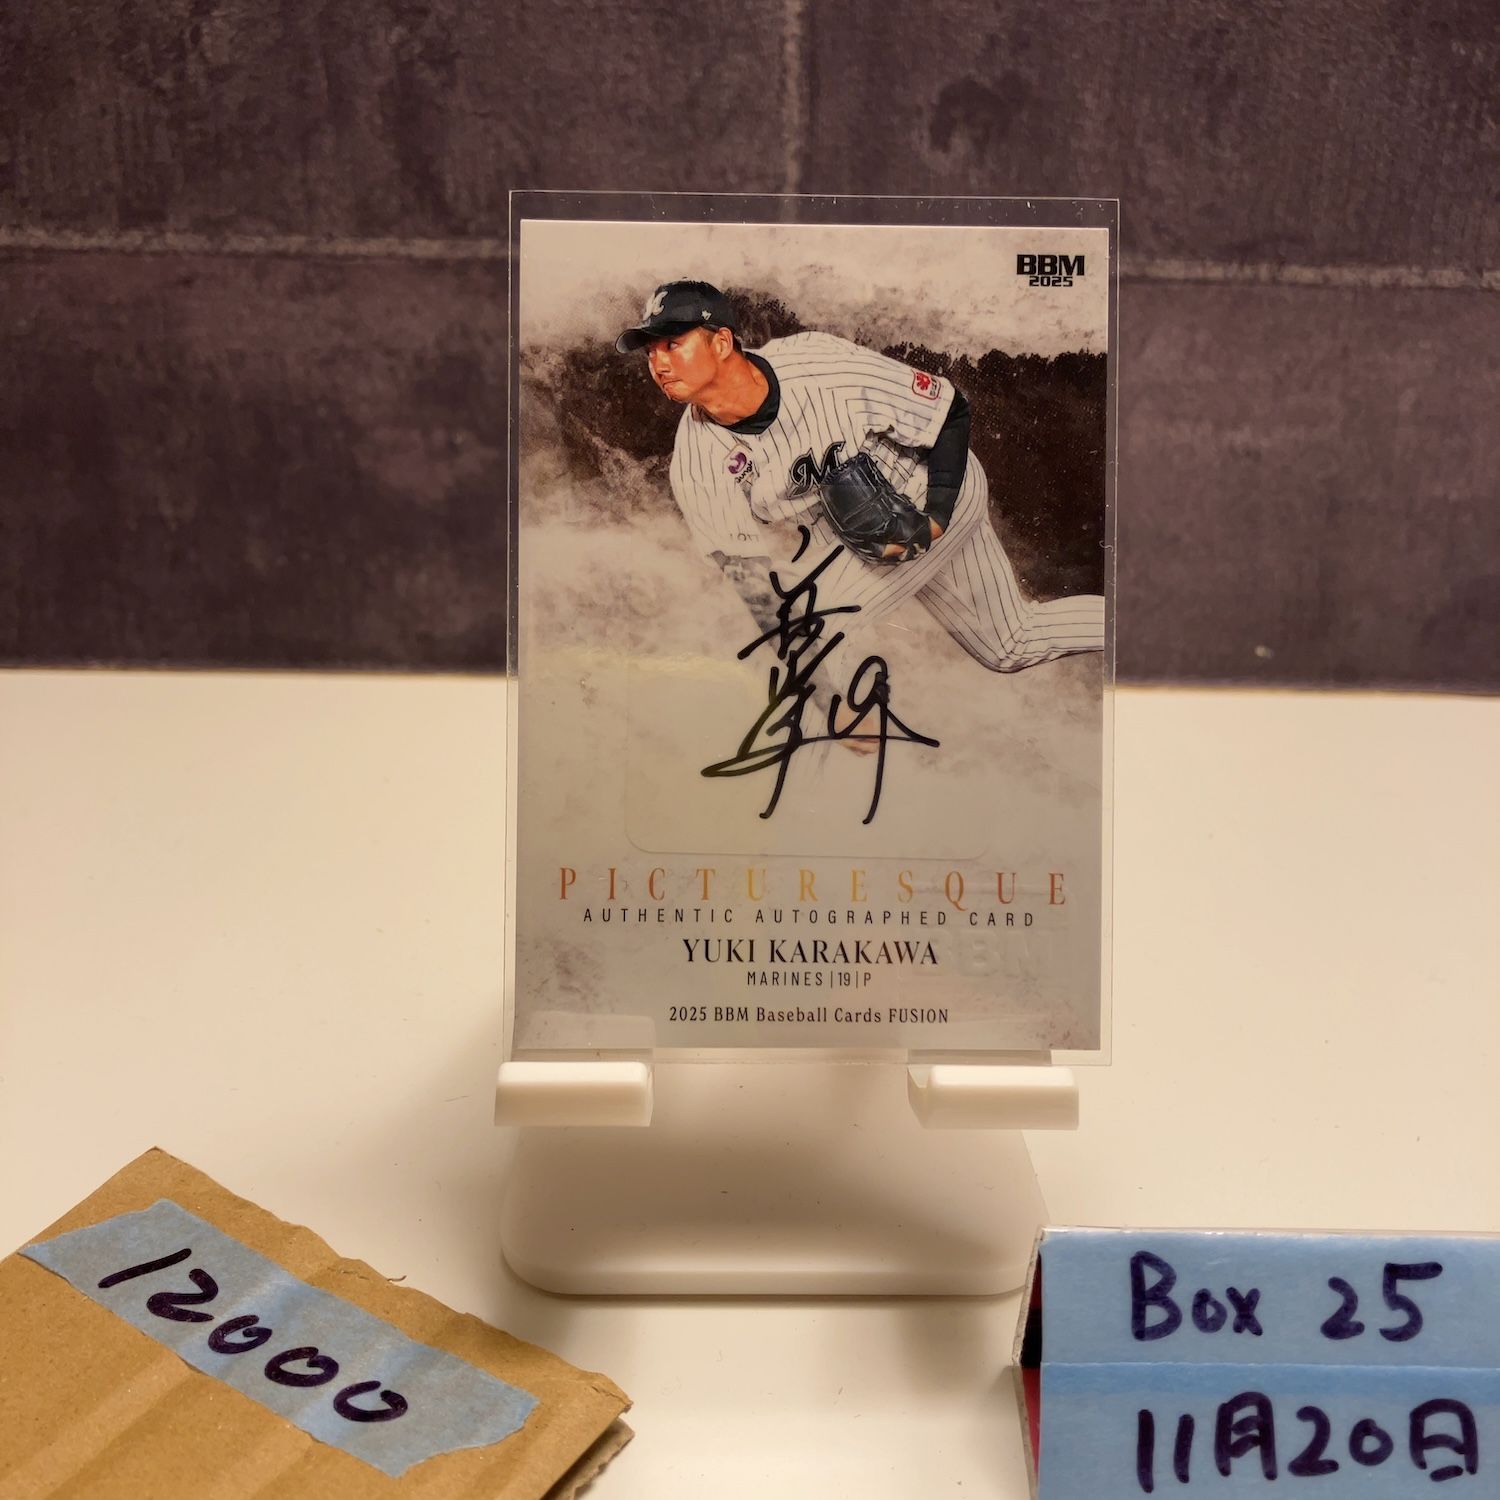 BBM
2025
M
PICTURESQUE
AUTHENTIC AUTOGRAPHED CARD
YUKI KARAKAWA
MARINES|19|P
2025 BBM Baseball Cards FUSION
12000
Box 25
11月20日